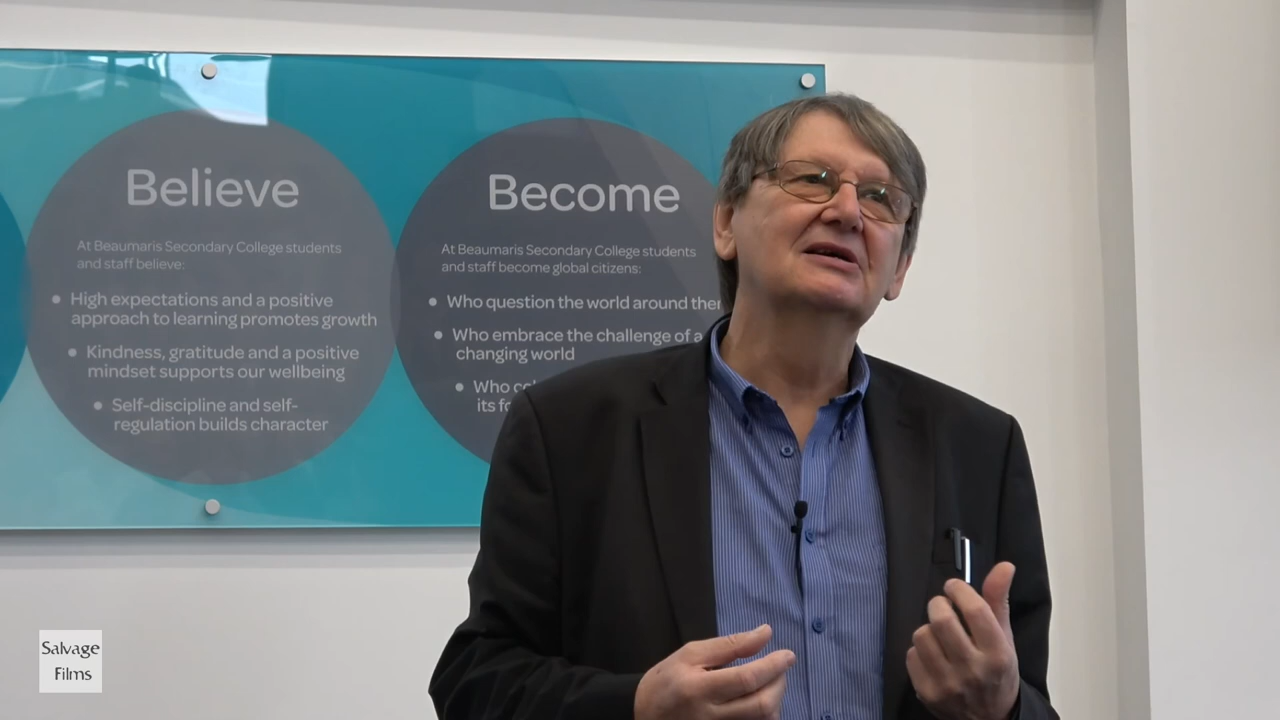 Believe
At Beaumaris Secondary College students
and staff believe:
High expectations and a positive
approach to learning promotes growth
Kindness, gratitude and a positive
mindset supports our wellbeing
Self-discipline and self-
regulation builds character
Become
At Beaumaris Secondary College students
and staff become global citizens:
Who question the world around
Who embrace the challenge of a
changing world
Who
its
Salvage
Films